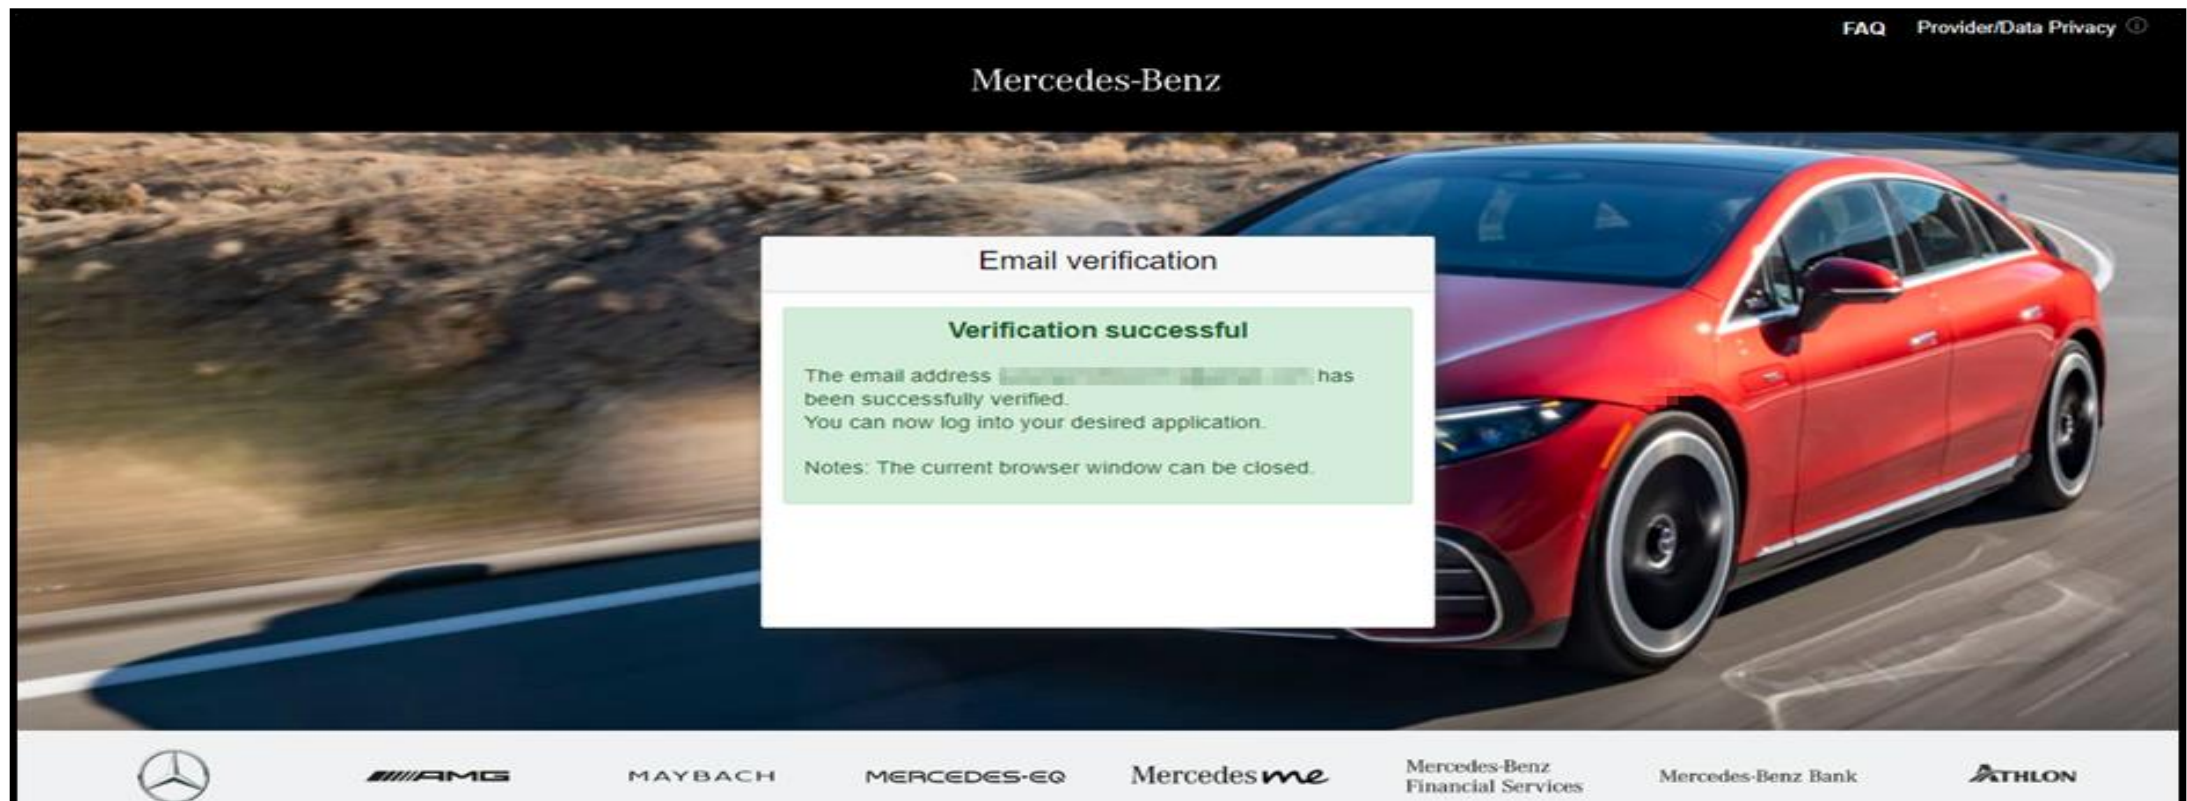 FAQ Provider/Data Privacy
Mercedes-Benz
Email verification
Verification successful
The email address has
been successfully verified.
You can now log into your desired application.
Notes: The current browser window can be closed.
AMG
MAYBACH
MERCEDES-EQ
Mercedes me
Mercedes-Benz
Financial Services
Mercedes-Benz Bank
ATHLON